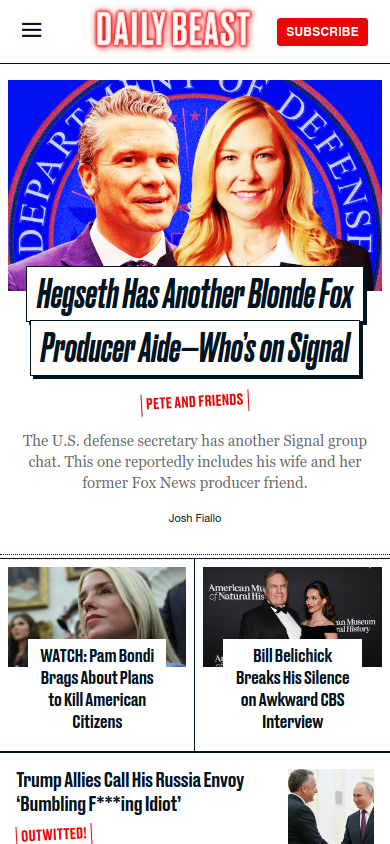 DAILY BEAST
SUBSCRIBE
DEPARTMENT OF DEFENSE
Hegseth Has Another Blonde Fox
Producer Aide—Who's on Signal
PETE AND FRIENDS
The U.S. defense secretary has another Signal group
chat. This one reportedly includes his wife and her
former Fox News producer friend.
Josh Fiallo
American Mu
of Natural His
an Museum
ral History
WATCH: Pam Bondi
Brags About Plans
to Kill American
Citizens
Bill Belichick
Breaks His Silence
on Awkward CBS
Interview
Trump Allies Call His Russia Envoy
‘Bumbling F***ing Idiot’
OUTWITTED!